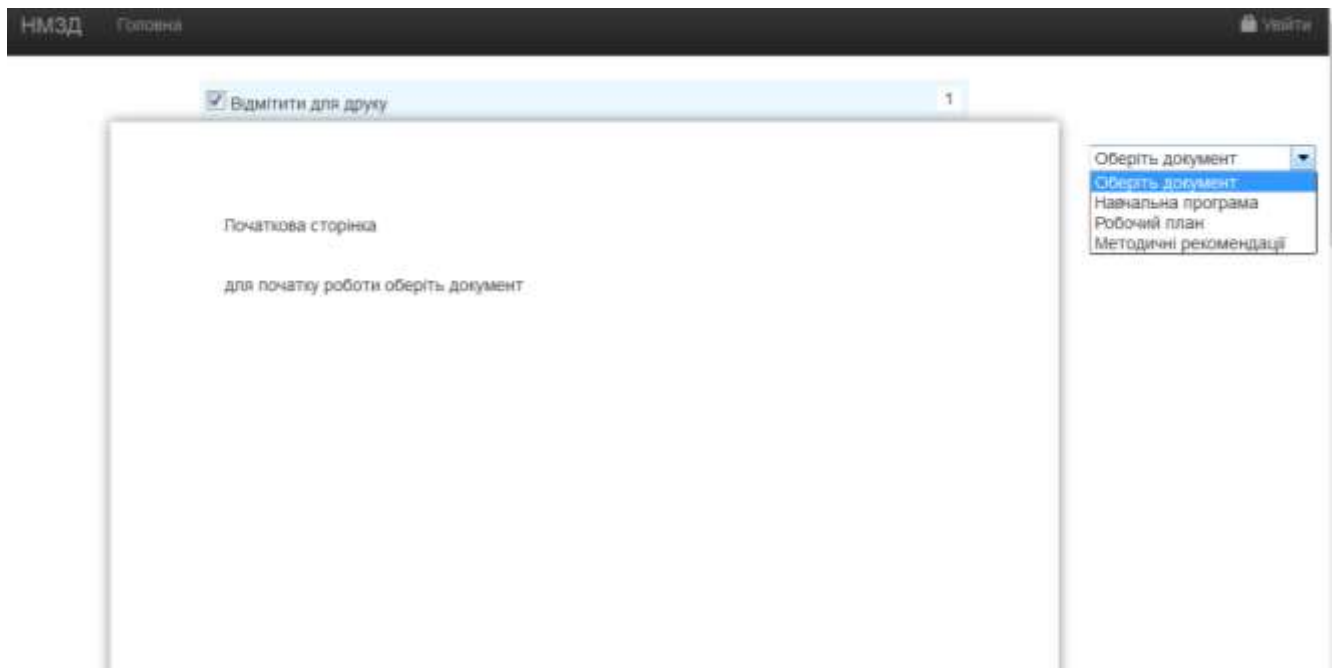 НМЗД Головна Увійти
Відмітити для друку 1
Початкова сторінка
для початку роботи оберіть документ
Оберіть документ
Оберіть документ
Навчальна програма
Робочий план
Методичні рекомендації